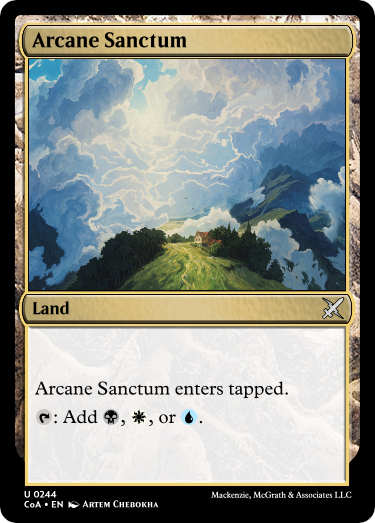 Arcane Sanctum
Land
Arcane Sanctum enters tapped.
: Add , , or .
U 0244
CoA • EN Artem Chebokha
Mackenzie, McGrath & Associates LLC